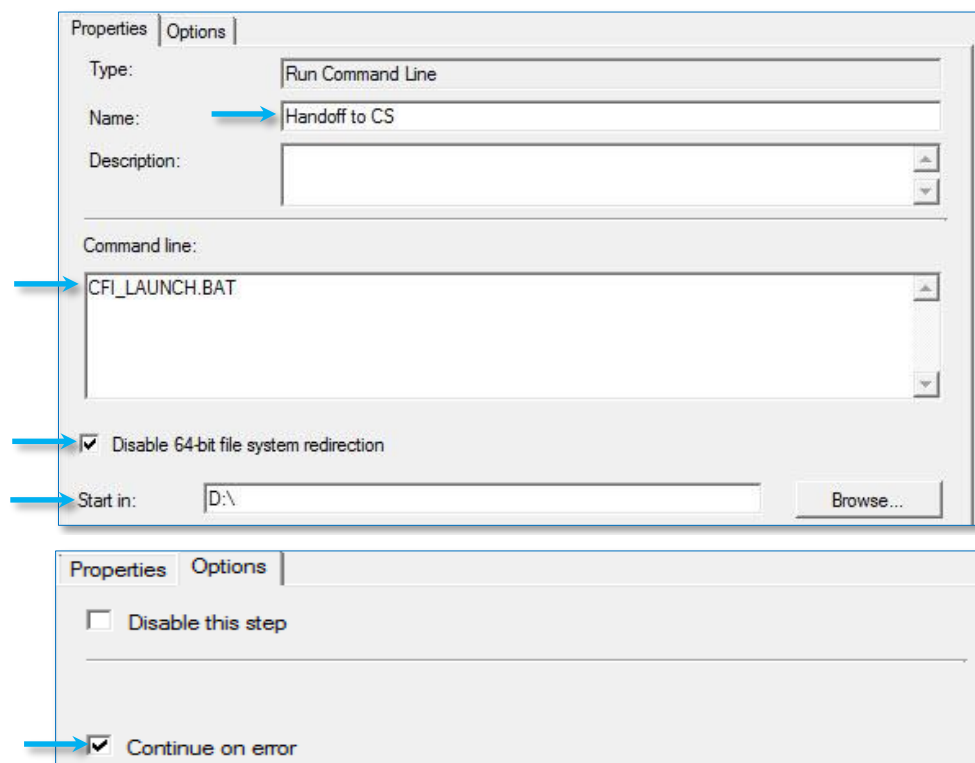 Properties Options
Type: Run Command Line
Name: Handoff to CS
Description:
Command line:
CFI_LAUNCH.BAT
Disable 64-bit file system redirection
Start in: D:\ Browse...
Properties Options
Disable this step
Continue on error